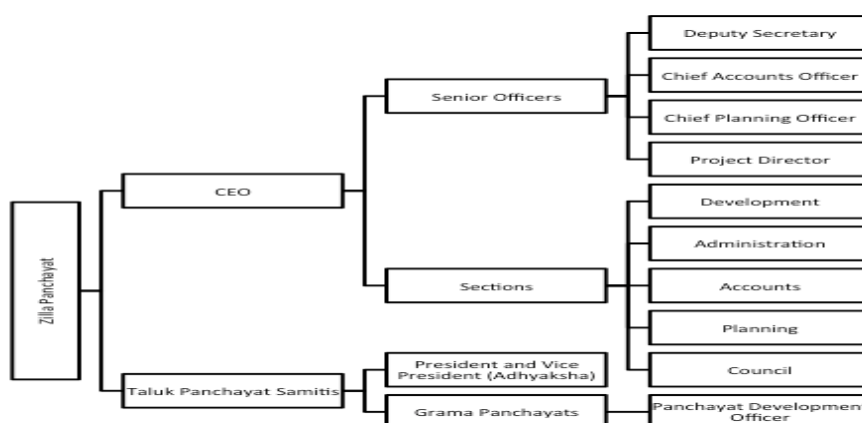 Zilla Panchayat
CEO
Senior Officers
Deputy Secretary
Chief Accounts Officer
Chief Planning Officer
Project Director
Sections
Development
Administration
Accounts
Planning
Council
Taluk Panchayat Samitis
President and Vice
President (Adhyaksha)
Grama Panchayats
Panchayat Development
Officer